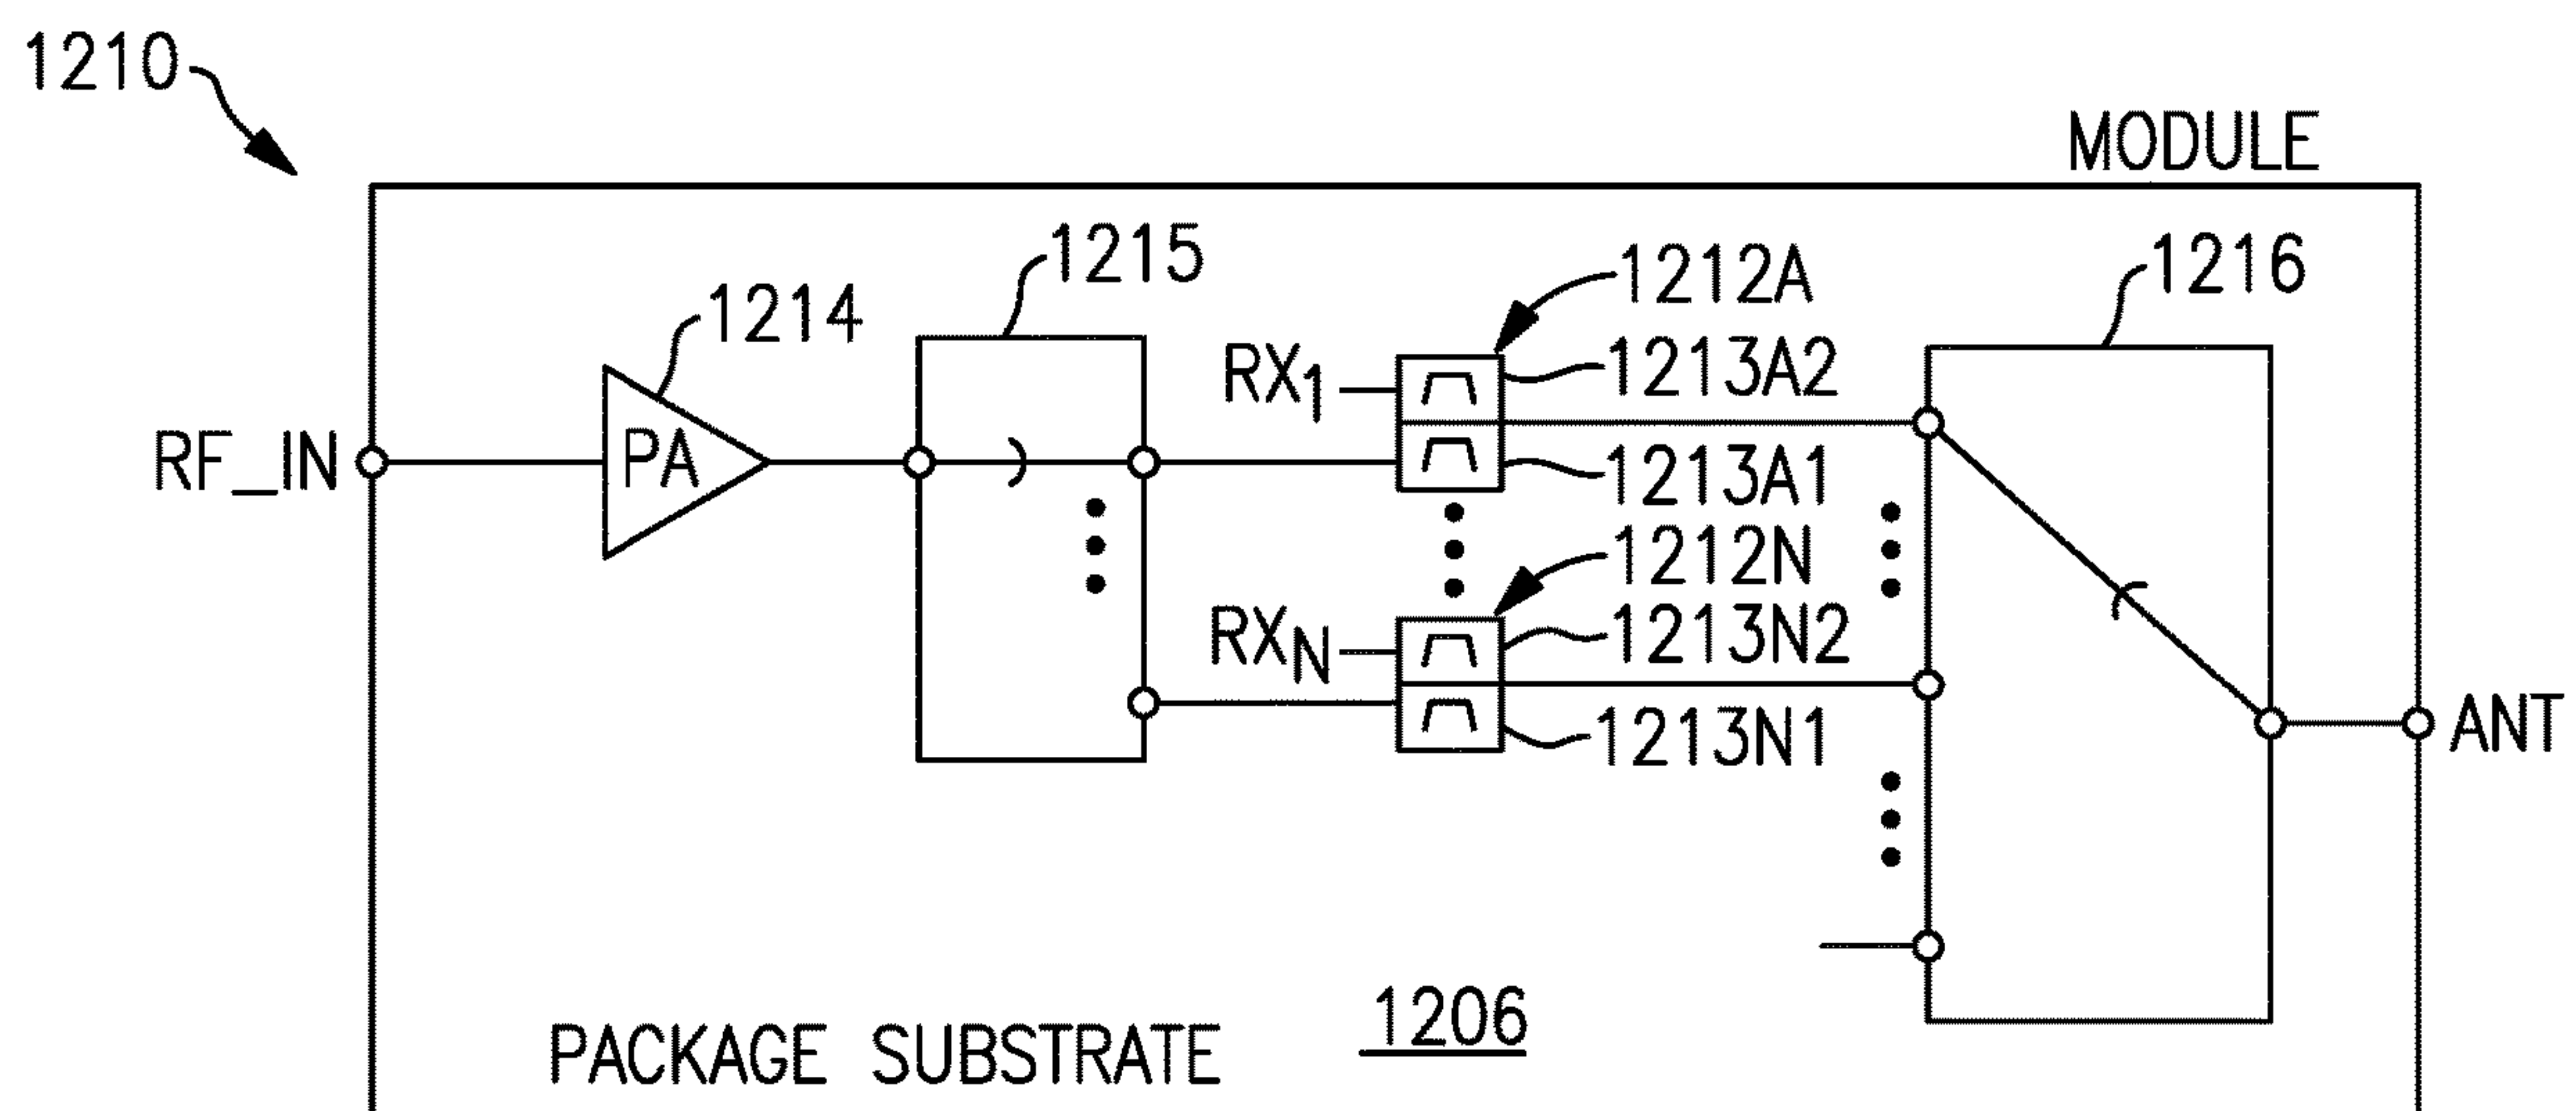 1210
MODULE
1215
1216
1214
1212A
RX1
1213A2
RF_IN
PA
1213A1
1212N
RXN
1213N2
1213N1
ANT
1206
PACKAGE SUBSTRATE